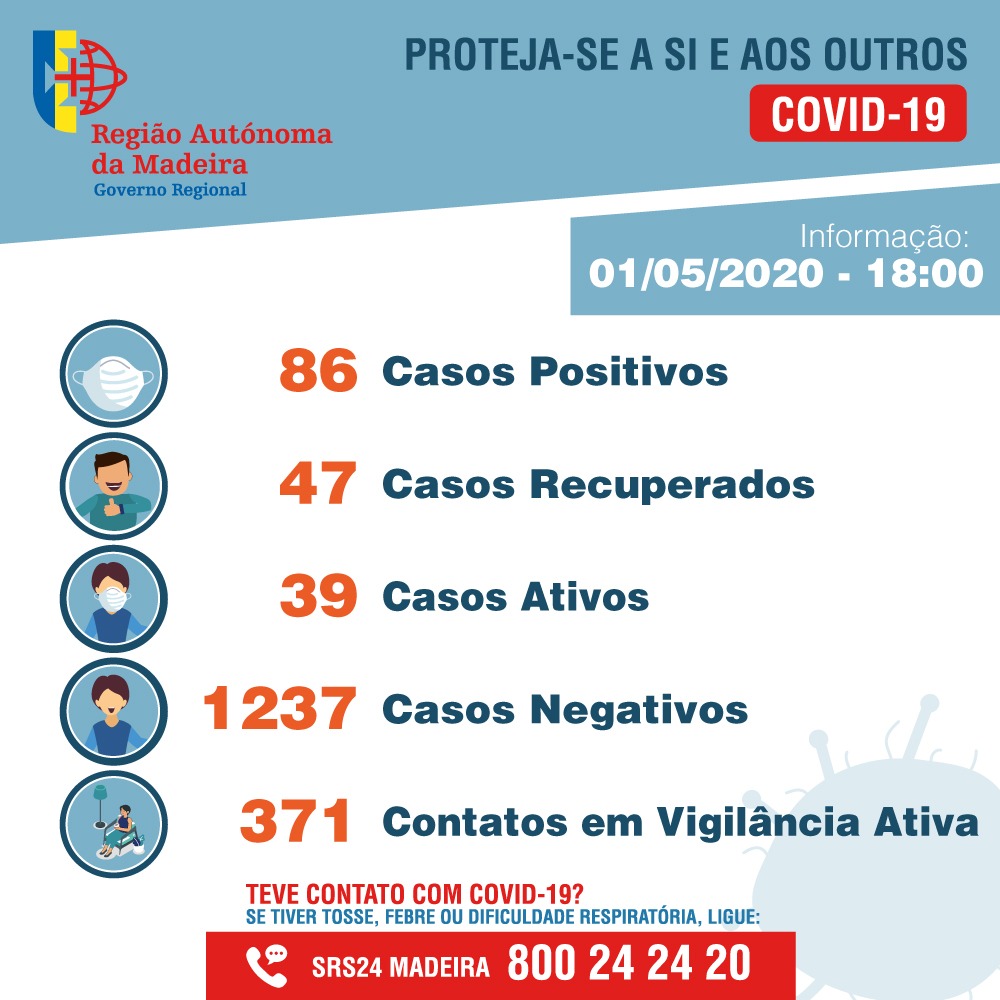 PROTEJA-SE A SI E AOS OUTROS
COVID-19
Região Autónoma
da Madeira
Governo Regional
Informação:
01/05/2020 - 18:00
86 Casos Positivos
47 Casos Recuperados
39 Casos Ativos
1237 Casos Negativos
371 Contatos em Vigilância Ativa
TEVE CONTATO COM COVID-19?
SE TIVER TOSSE, FEBRE OU DIFICULDADE RESPIRATÓRIA, LIGUE:
SRS24 MADEIRA 800 24 24 20